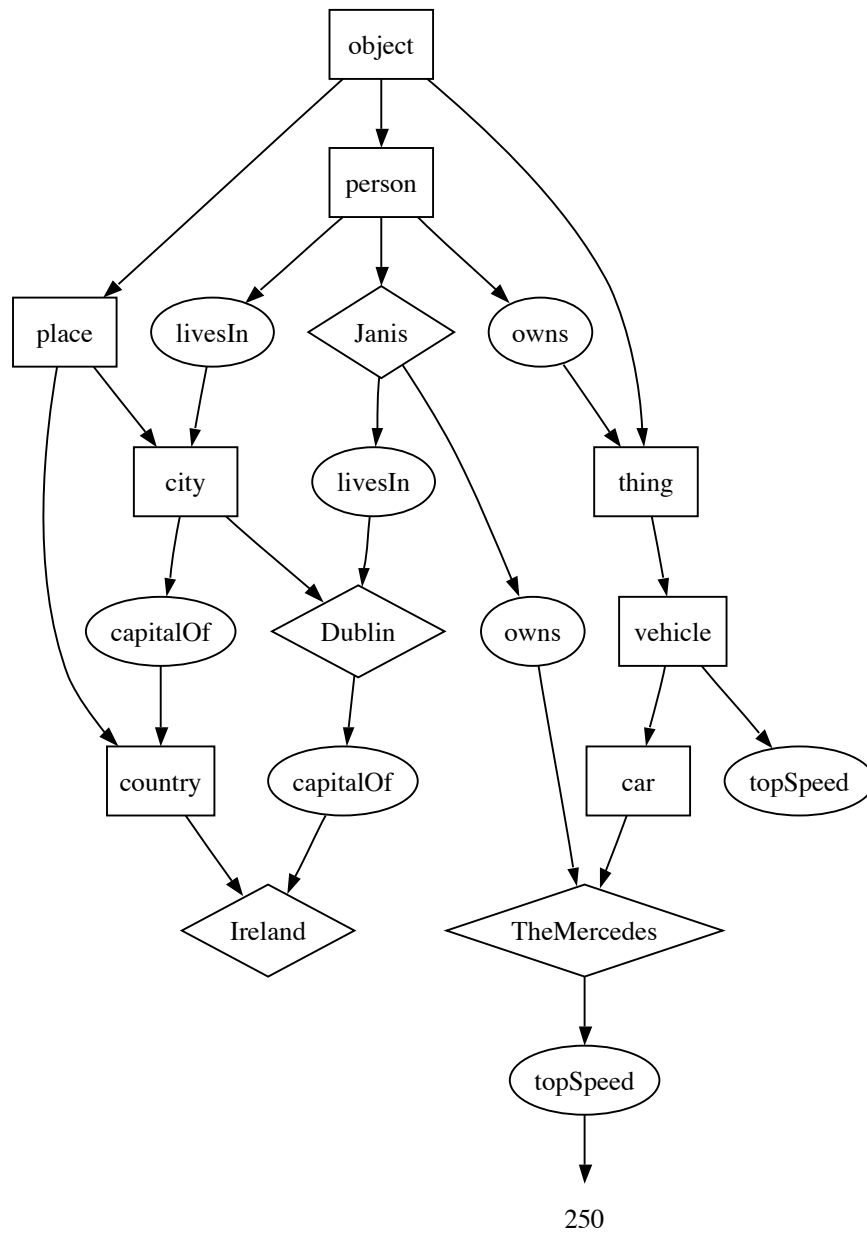 object
person
place
livesIn
Janis
owns
city
livesIn
thing
capitalOf
Dublin
owns
vehicle
country
capitalOf
car
topSpeed
Ireland
TheMercedes
topSpeed
250